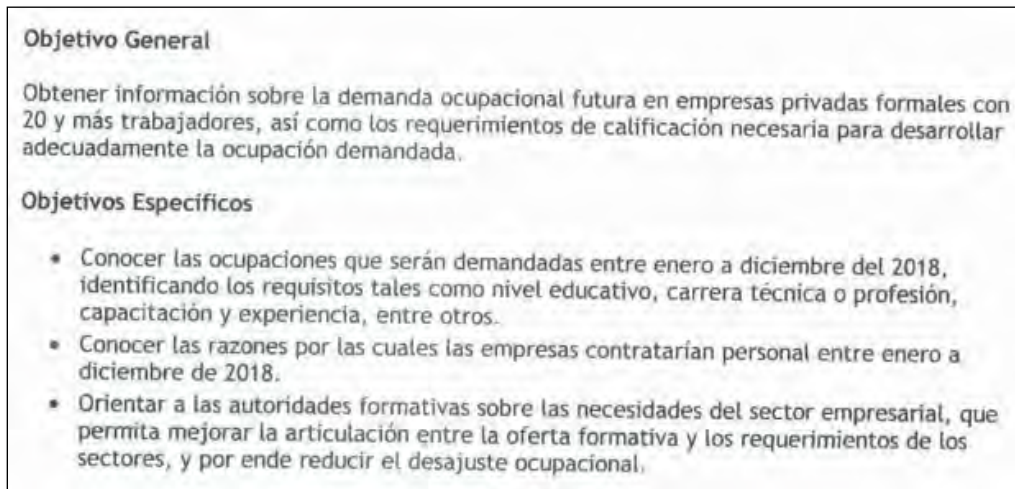 Objetivo General
Obtener información sobre la demanda ocupacional futura en empresas privadas formales con
20 y más trabajadores, así como los requerimientos de calificación necesaria para desarrollar
adecuadamente la ocupación demandada.
Objetivos Específicos
• Conocer las ocupaciones que serán demandadas entre enero a diciembre del 2018,
identificando los requisitos tales como nivel educativo, carrera técnica o profesión,
capacitación y experiencia, entre otros.
• Conocer las razones por las cuales las empresas contratarían personal entre enero a
diciembre de 2018.
• Orientar a las autoridades formativas sobre las necesidades del sector empresarial, que
permita mejorar la articulación entre la oferta formativa y los requerimientos de los
sectores, y por ende reducir el desajuste ocupacional.